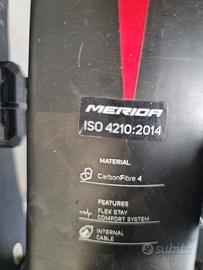 MERIDA
ISO 4210:2014
MATERIAL
CarbonFibre 4
FEATURES
FLEX STAY
COMFORT SYSTEM
INTERNAL
CABLE
subito